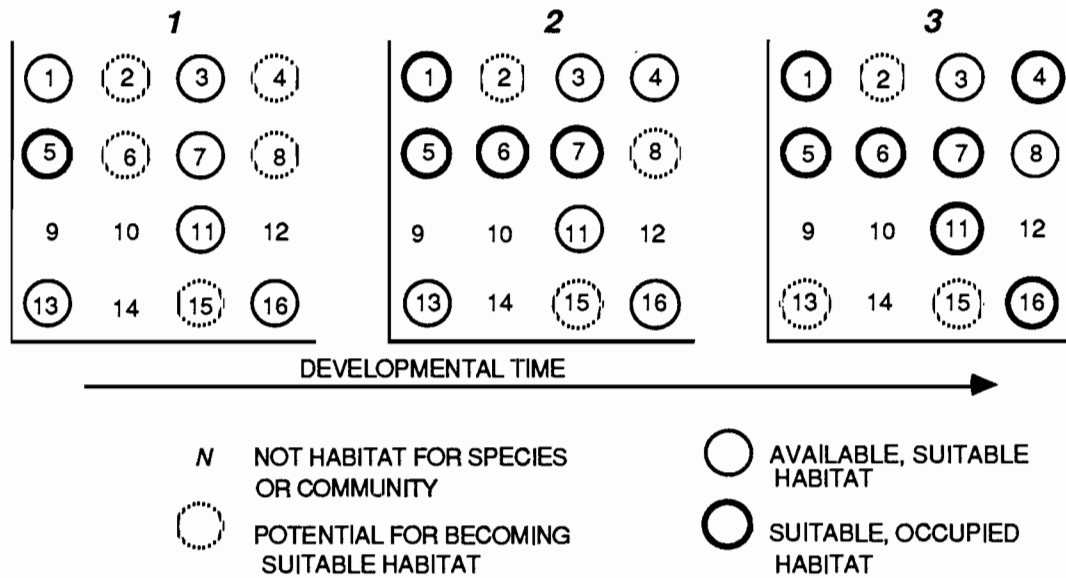 1 2 3
1 2 3 4 1 2 3 4 1 2 3 4
5 6 7 8 5 6 7 8 5 6 7 8
9 10 11 12 9 10 11 12 9 10 11 12
13 14 15 16 13 14 15 16 13 14 15 16
DEVELOPMENTAL TIME
N NOT HABITAT FOR SPECIES
OR COMMUNITY
POTENTIAL FOR BECOMING
SUITABLE HABITAT
AVAILABLE, SUITABLE
HABITAT
SUITABLE, OCCUPIED
HABITAT